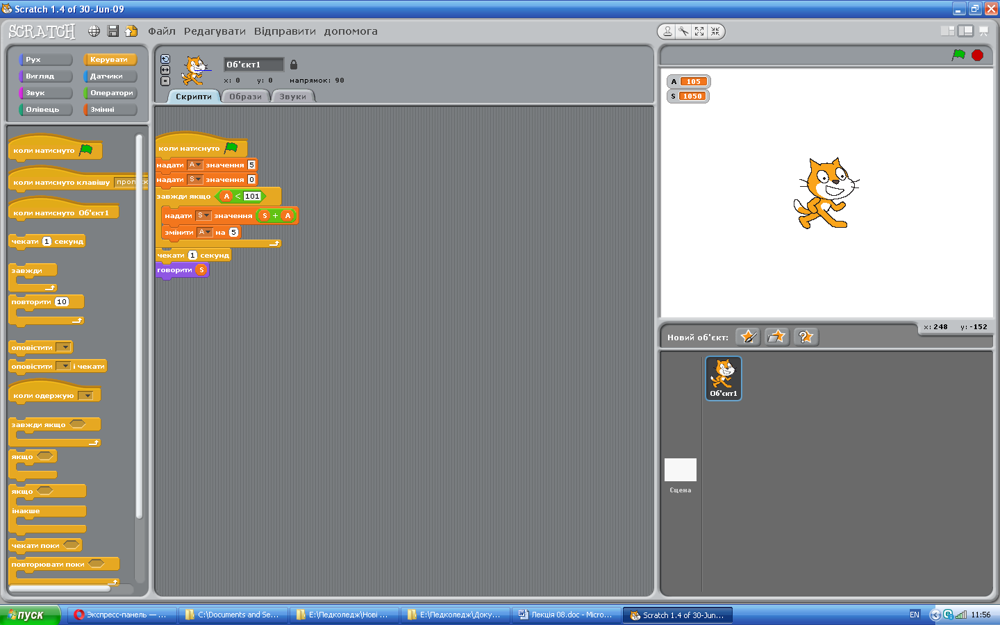 Scratch 1.4 of 30-Jun-09
SCRATCH
Файл Редагувати Відправити допомога
Рух
Керувати
Вигляд
Датчики
Звук
Оператори
Олівець
Змінні
коли натиснуто
коли натиснуто клавішу
коли натиснуто Об'єкт1
чекати 1 секунд
завжди
повторити 10
оповістити
оповістити і чекати
коли одержую
завжди якщо
якщо
якщо
інакше
чекати поки
повторювати поки
Об'єкт1
x: 0 y: 0 напрямок: 90
Скрипти Образи Звуки
коли натиснуто
надати A значення 5
надати S значення 0
завжди якщо A < 101
надати S значення S + A
змінити A на 5
чекати 1 секунд
говорити S
A 105
S 1050
x: 248 y: -152
Новий об'єкт:
Об'єкт1
Сцена
пуск
Экспресс-панель — ...
C:\Documents and Se...
E:\Педколедж\Нові ...
E:\Педколедж\Доку...
Лекція 08.doc - Micro...
Scratch 1.4 of 30-Jun...
EN
11:56